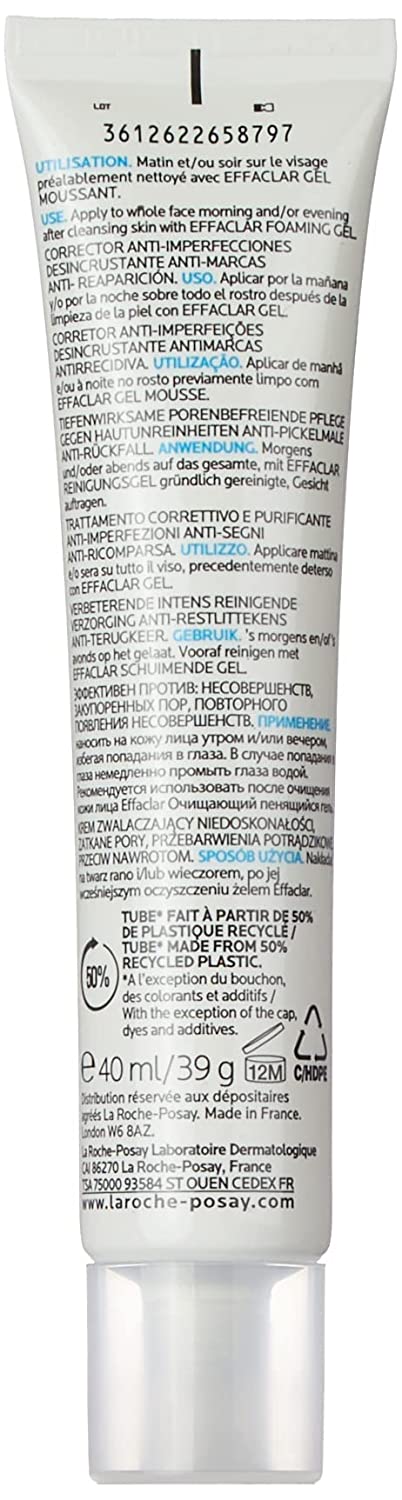 LOT
3612622658797
UTILISATION. Matin et/ou soir sur le visage
préalablement nettoyé avec EFFACLAR GEL
MOUSSANT.
USE. Apply to whole face morning and/or evening
after cleansing skin with EFFACLAR FOAMING GEL
CORRECTOR ANTI-IMPERFECCIONES
DESINCRUSTANTE ANTI-MARCAS
ANTI- REAPARICIÓN. USO. Aplicar por la mañana
y/o por la noche sobre todo el rostro después de la
limpieza de la piel con EFFACLAR GEL.
CORRETOR ANTI-IMPERFEIÇÕES
DESINCRUSTANTE ANTIMARCAS
ANTIRRECIDIVA. UTILIZAÇÃO. Aplicar de manhã
e/ou à noite no rosto previamente limpo com
EFFACLAR GEL MOUSSE.
TIEFENWIRKSAME PORENBEFREIENDE PFLEGE
GEGEN HAUTUNREINHEITEN ANTI-PICKELMALE
ANTI-RÜCKFALL. ANWENDUNG. Morgens
und/oder abends auf das gesamte, mit EFFACLAR
REINIGUNGSGEL gründlich gereinigte, Gesicht
auftragen.
TRATTAMENTO CORRETTIVO E PURIFICANTE
ANTI-IMPERFEZIONI ANTI-SEGNI
ANTI-RICOMPARSA. UTILIZZO. Applicare mattina
e/o sera su tutto il viso, precedentemente deterso
con EFFACLAR GEL.
VERBETERENDE INTENS REINIGENDE
VERZORGING ANTI-RESTLITTEKENS
ANTI-TERUGKEER. GEBRUIK. 's morgens en/of's
avonds op het gelaat. Vooraf reinigen met
EFFACLAR SCHUIMENDE GEL.
ЭФФЕКТИВЕН ПРОТИВ: НЕСОВЕРШЕНСТВ,
ЗАКУПОРЕННЫХ ПОР, ПОВТОРНОГО
ПОЯВЛЕНИЯ НЕСОВЕРШЕНСТВ. ПРИМЕНЕНИЕ
наносить на кожу лица утром и/или вечером,
избегая попадания в глаза. В случае попадания в
глаза немедленно промыть глаза водой.
Рекомендуется использовать после очищения
кожи лица Effaclar Очищающий пенящийся гель.
KREM ZWALACZAJĄCY NIEDOSKONAŁOŚCI,
ZATKANE PORY, PRZEBARWIENIA POTRĄDZIKOWE
PRZECIW NAWROTOM. SPOSÓB UŻYCIA. Nakładać
na twarz rano i/lub wieczorem, po jej
wcześniejszym oczyszczeniu żelem Effaclar.
50%
TUBE* FAIT À PARTIR DE 50%
DE PLASTIQUE RECYCLÉ /
TUBE* MADE FROM 50%
RECYCLED PLASTIC.
*A l'exception du bouchon,
des colorants et additifs /
With the exception of the cap,
dyes and additives.
e 40 ml/39 g 12M C/HDPE
Distribution réservée aux dépositaires
agréés La Roche-Posay. Made in France.
London W6 8AZ.
La Roche-Posay Laboratoire Dermatologique
CAI 86270 La Roche-Posay, France
TSA 75000 93584 ST OUEN CEDEX FR
www.laroche-posay.com